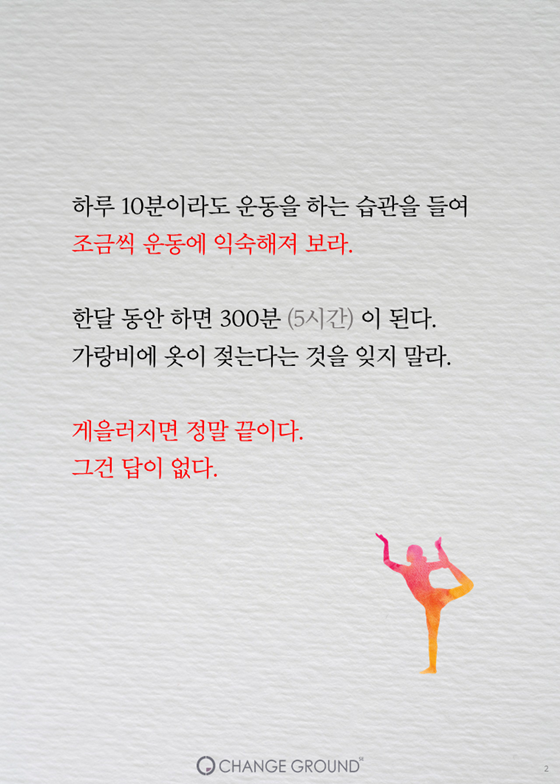 하루 10분이라도 운동을 하는 습관을 들여
조금씩 운동에 익숙해져 보라.
한달 동안 하면 300분 (5시간) 이 된다.
가랑비에 옷이 젖는다는 것을 잊지 말라.
게을러지면 정말 끝이다.
그건 답이 없다.
CHANGE GROUND
2